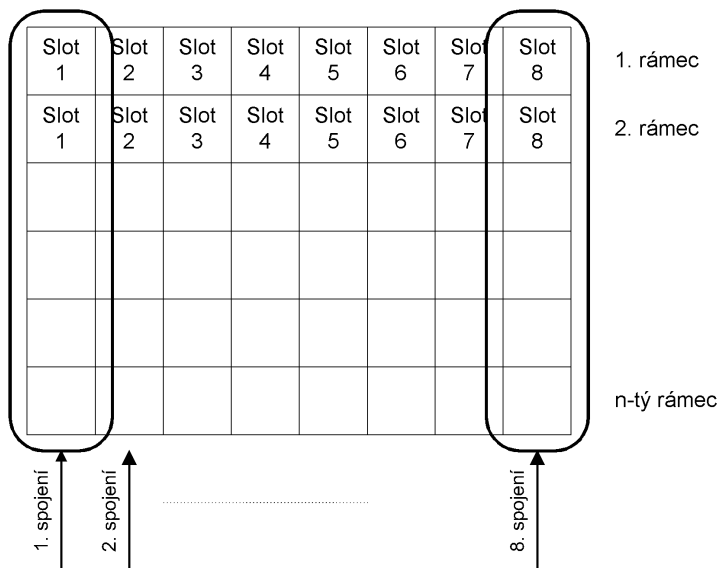 Slot 1 Slot 2 Slot 3 Slot 4 Slot 5 Slot 6 Slot 7 Slot 8 1. rámec
Slot 1 Slot 2 Slot 3 Slot 4 Slot 5 Slot 6 Slot 7 Slot 8 2. rámec
n-tý rámec
1. spojení
2. spojení
8. spojení